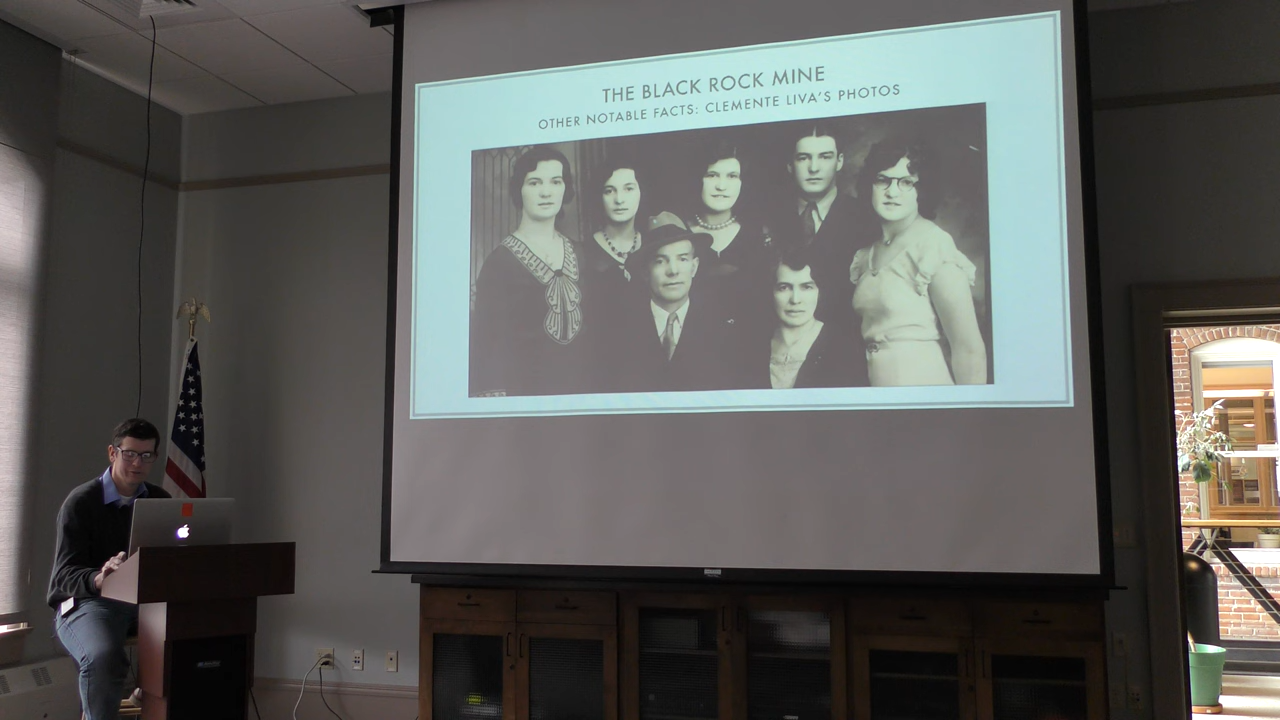 THE BLACK ROCK MINE
OTHER NOTABLE FACTS: CLEMENTE LIVA'S PHOTOS